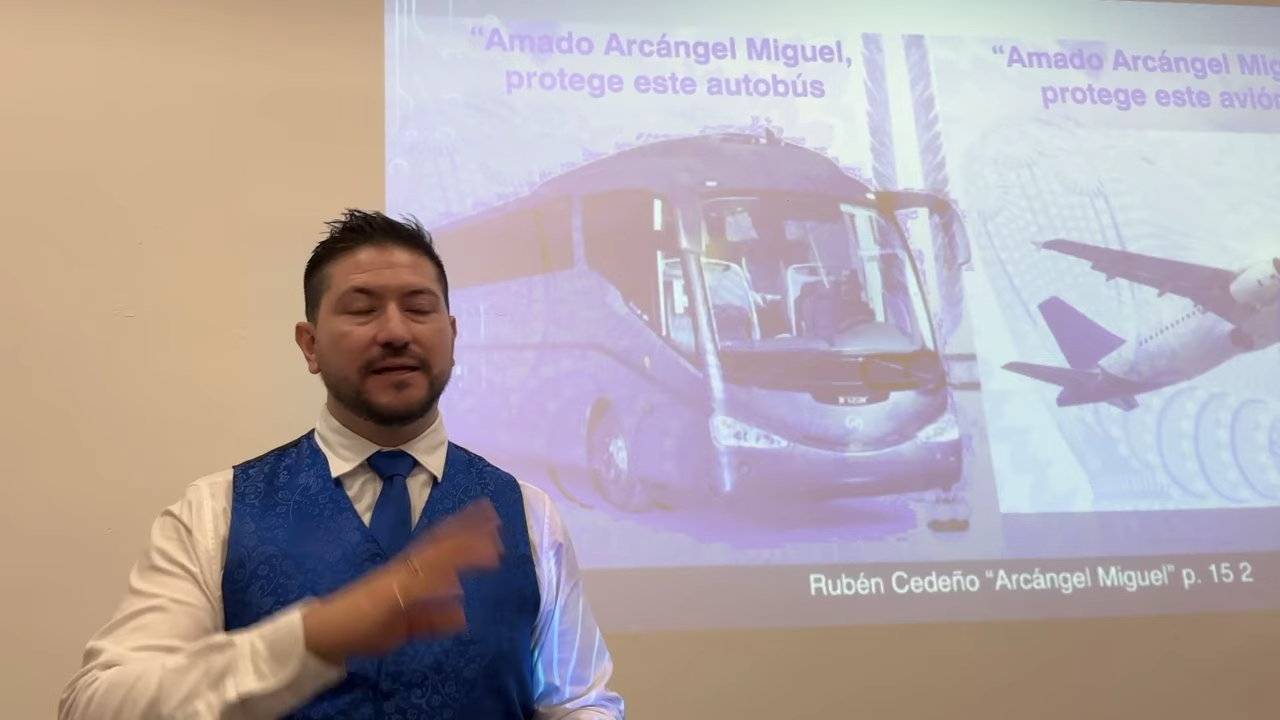 “Amado Arcángel Miguel,
protege este autobús
“Amado Arcángel Mig
protege este avión
Rubén Cedeño “Arcángel Miguel” p. 15 2